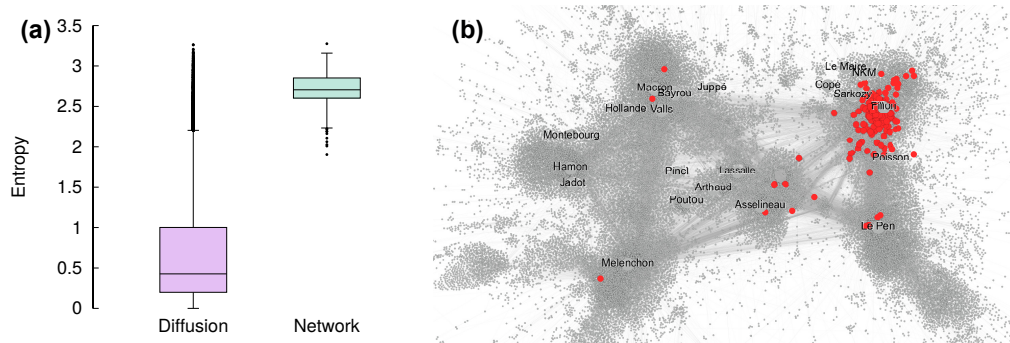 (a)
3.5
3
2.5
2
1.5
1
0.5
0
Entropy
Diffusion Network
(b)
Le Maire
NKM
Copé
Sarkozy
Fillon
Poisson
Macron
Bayrou
Juppé
Hollande Valls
Montebourg
Hamon
Jadot
Pincl
Lassalle
Arthaud
Poutou
Asselineau
Le Pen
Melenchon